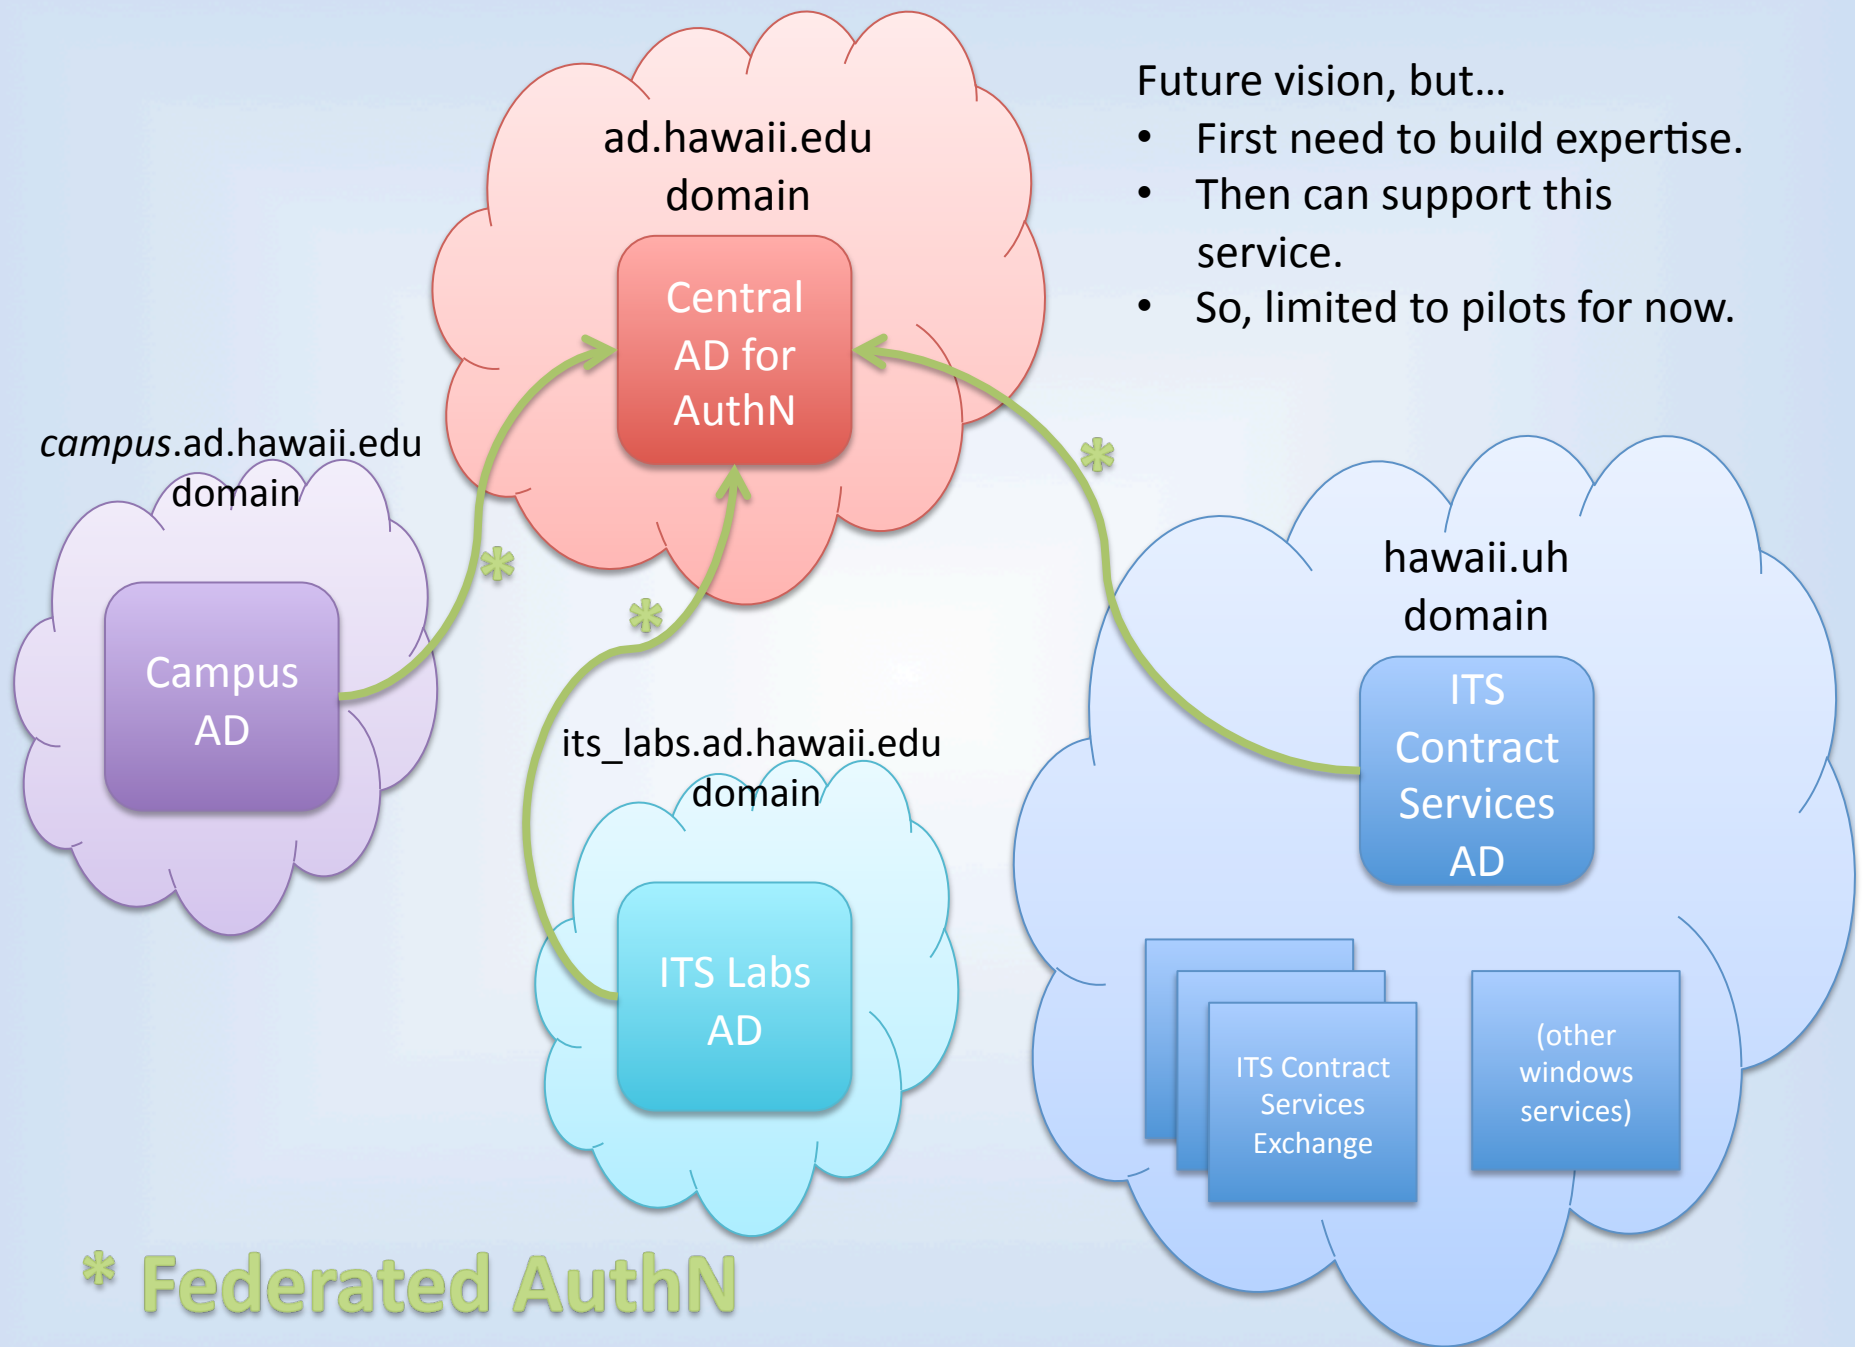 ad.hawaii.edu
domain
Central
AD for
AuthN
Future vision, but...
• First need to build expertise.
• Then can support this
service.
• So, limited to pilots for now.
campus.ad.hawaii.edu
domain
Campus
AD
its_labs.ad.hawaii.edu
domain
ITS Labs
AD
hawaii.uh
domain
ITS
Contract
Services
AD
ITS Contract
Services
Exchange
(other
windows
services)
*
*
*
* Federated AuthN